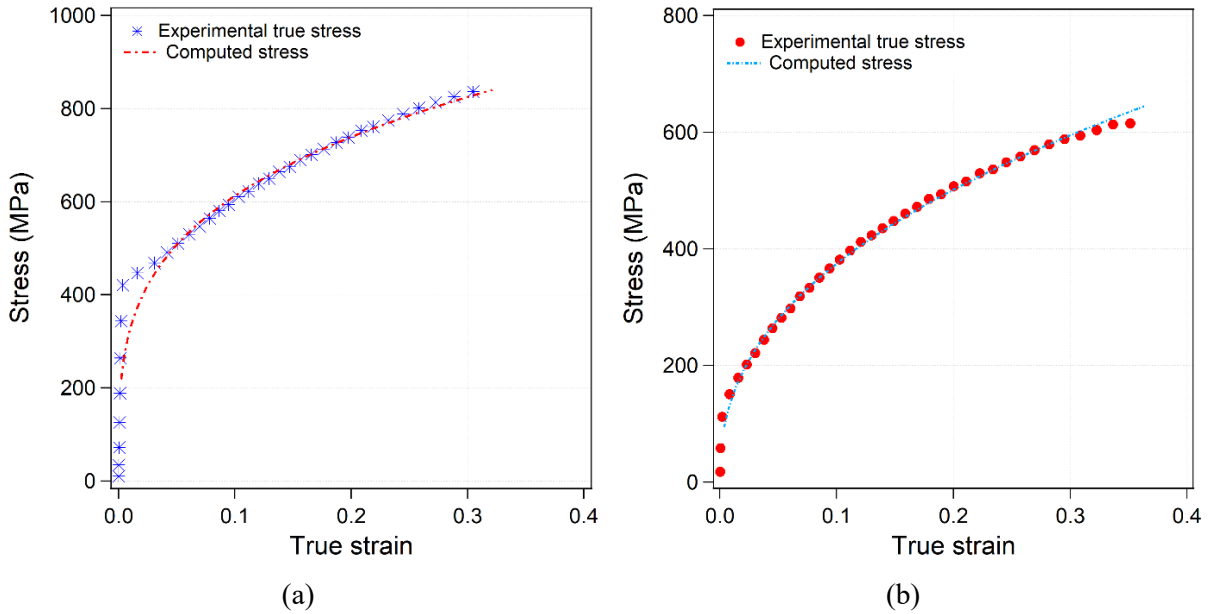 1000
800
600
400
200
0
Stress (MPa)
Experimental true stress
Computed stress
0.0 0.1 0.2 0.3 0.4
True strain
(a)
800
600
400
200
0
Stress (MPa)
Experimental true stress
Computed stress
0.0 0.1 0.2 0.3 0.4
True strain
(b)